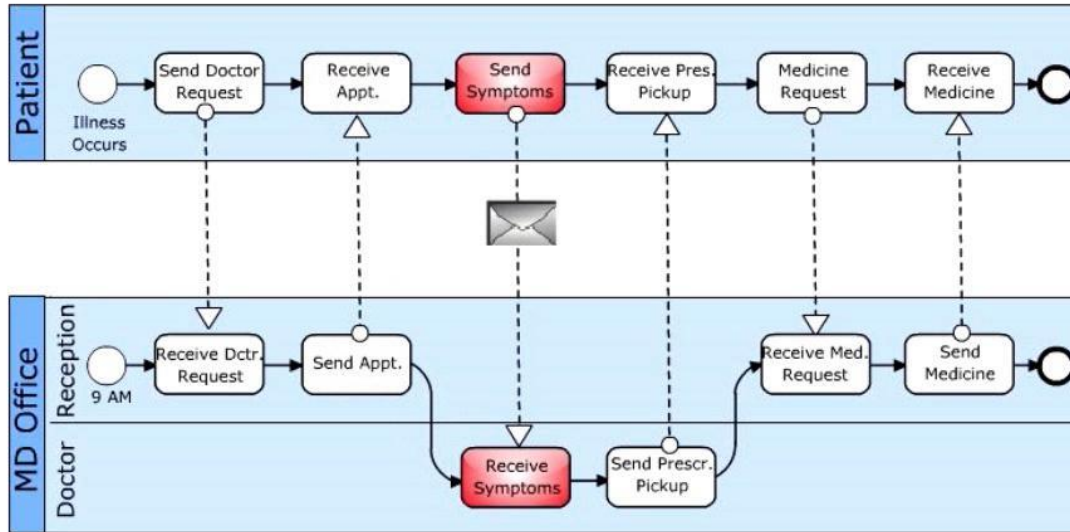 Patient
Send Doctor
Request
Receive
Appt.
Send
Symptoms
Receive Pres.
Pickup
Medicine
Request
Receive
Medicine
Illness
Occurs
MD Office
Reception
Receive Dctr.
Request
Send Appt.
Receive Med.
Request
Send
Medicine
9 AM
Doctor
Receive
Symptoms
Send Prescr.
Pickup